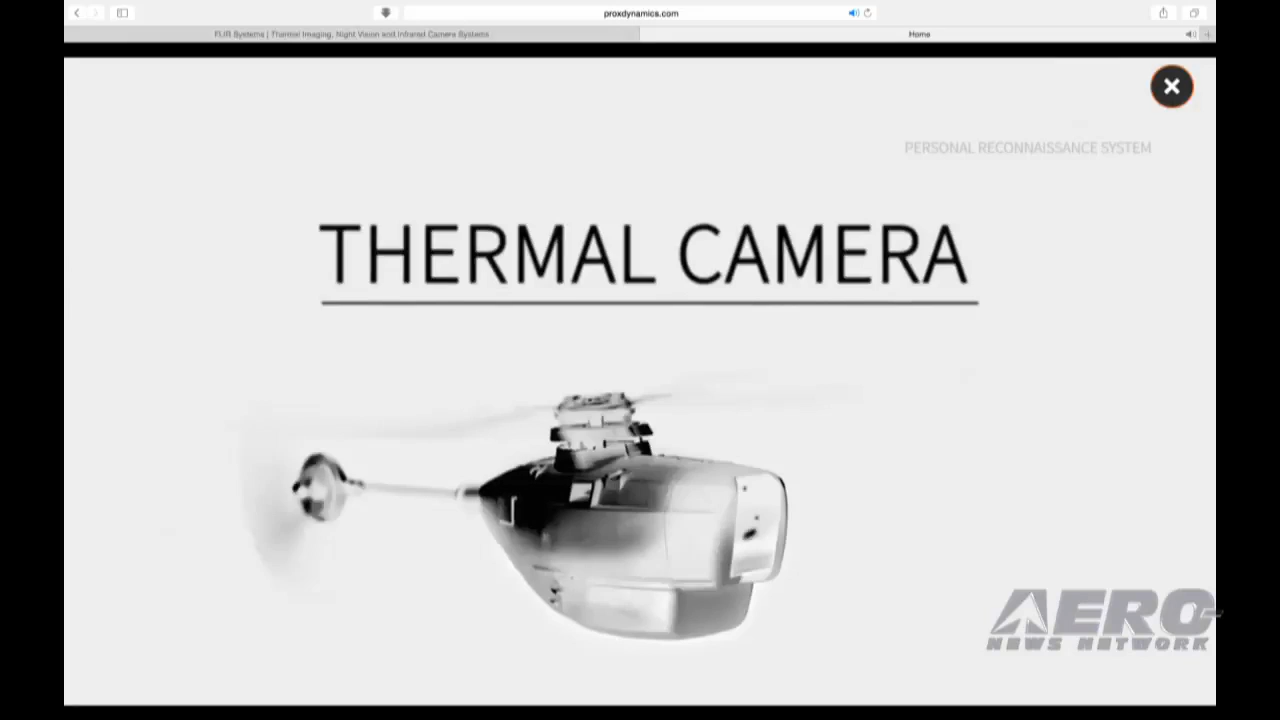 proxdynamics.com
FLIR Systems | Thermal Imaging, Night Vision and Infrared Camera Systems
Home
PERSONAL RECONNAISSANCE SYSTEM
THERMAL CAMERA
AERO
NEWS NETWORK